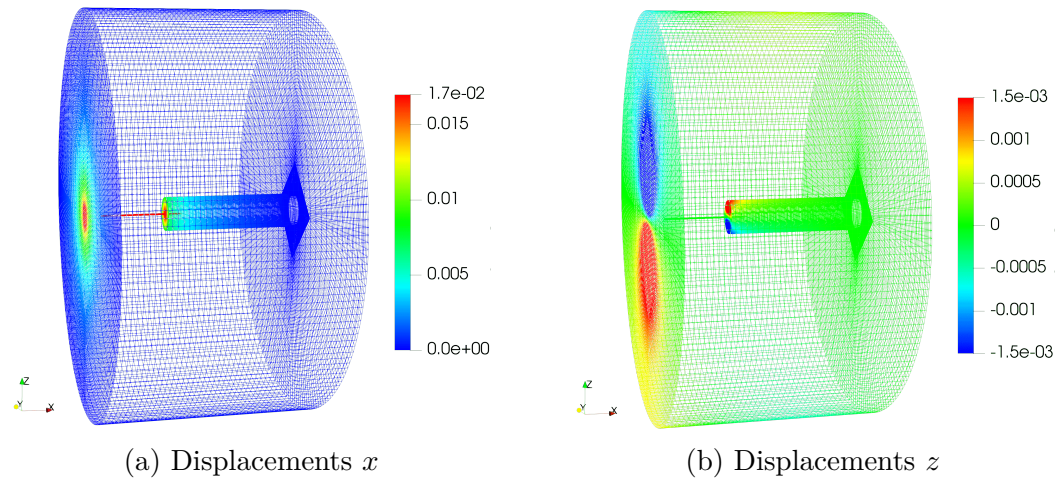 1.7e-02
0.015
0.01
0.005
0.0e+00
Z
Y
X
(a) Displacements x
1.5e-03
0.001
0.0005
0
-0.0005
-0.001
-1.5e-03
Z
Y
X
(b) Displacements z